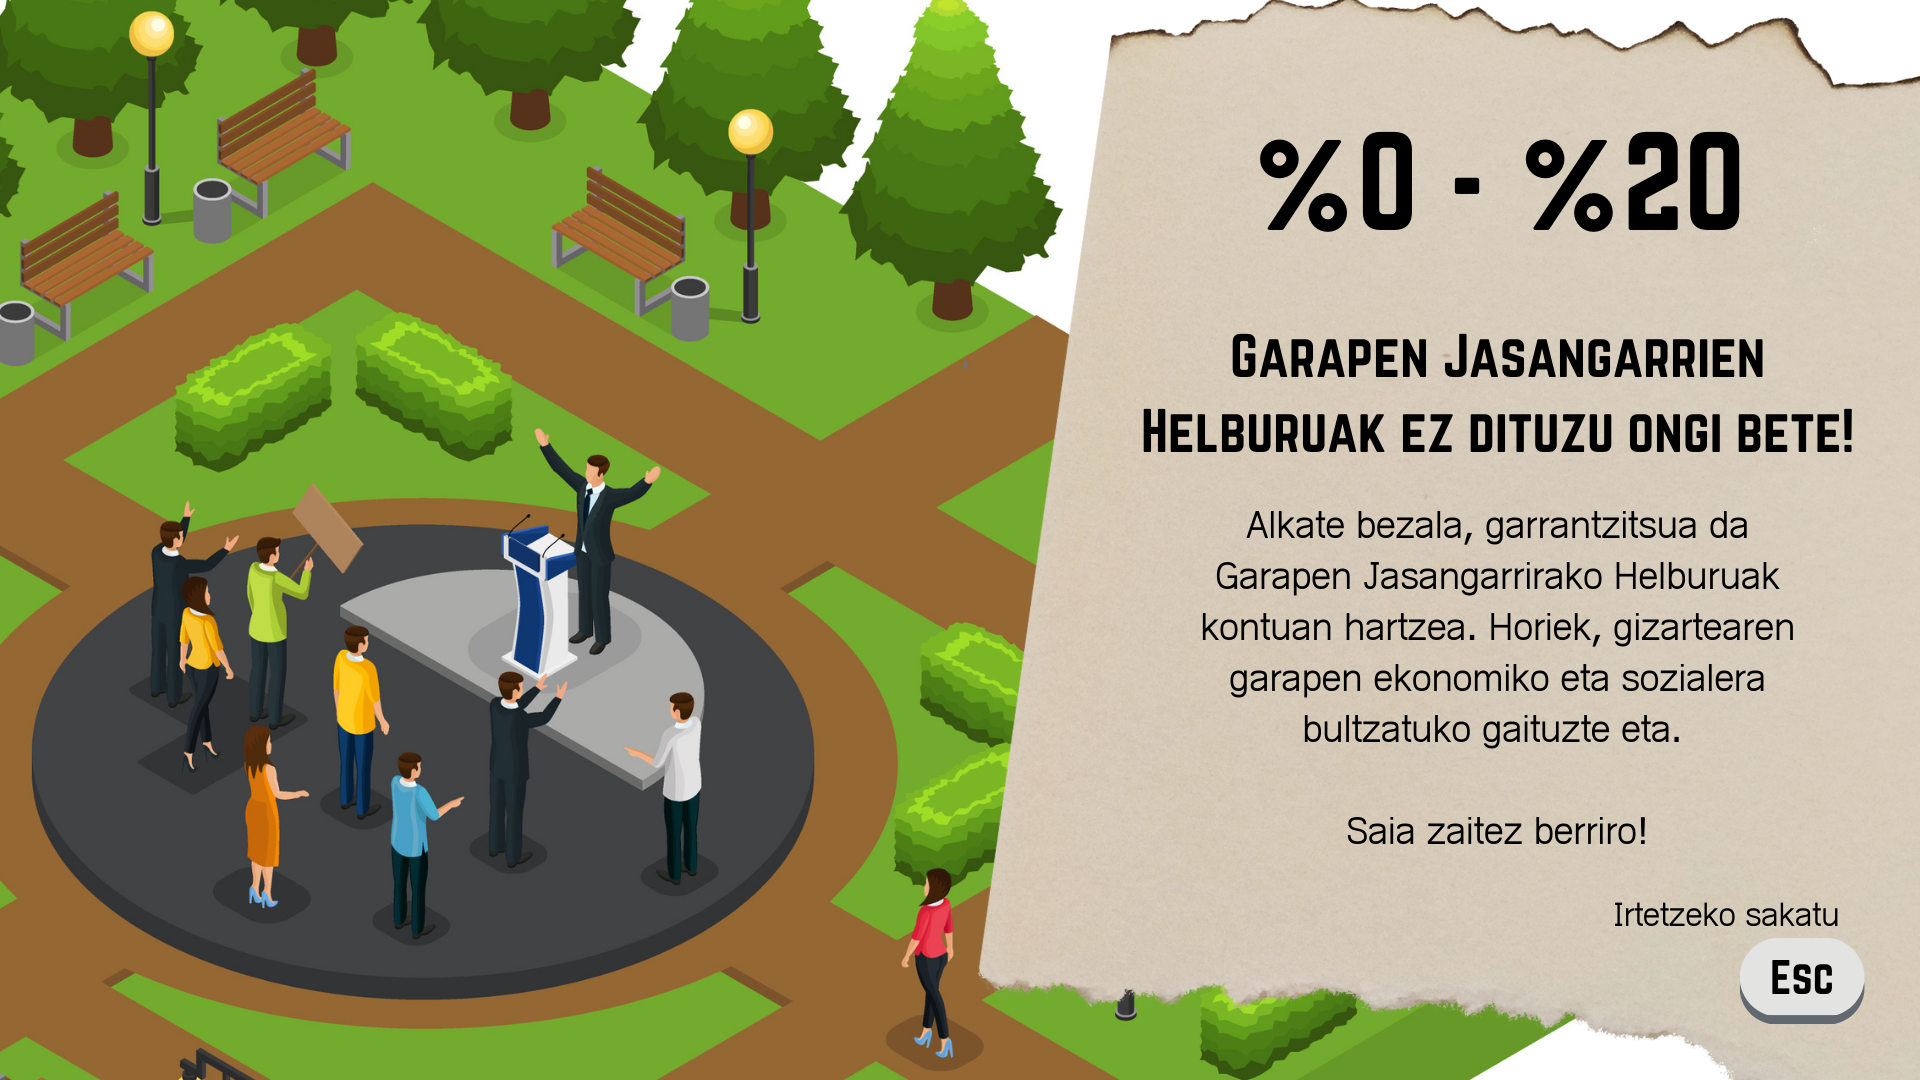 %0 - %20
Garapen Jasangarrien
Helburuak ez dituzu ongi bete!
Alkate bezala, garrantzitsua da
Garapen Jasangarrirako Helburuak
kontuan hartzea. Horiek, gizartearen
garapen ekonomiko eta sozialera
bultzatuko gaituzte eta.
Saia zaitez berriro!
Irtetzeko sakatu
Esc